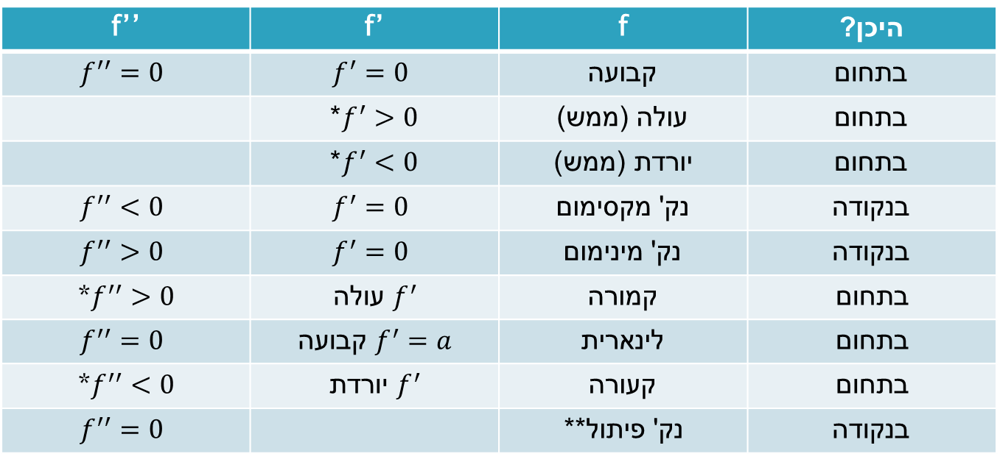 היכן? f f’ f’’
בתחום קבועה f′ = 0 f′′ = 0
בתחום עולה (ממש) *f′ > 0
בתחום יורדת (ממש) *f′ < 0
בנקודה נק' מקסימום f′ = 0 f′′ < 0
בנקודה נק' מינימום f′ = 0 f′′ > 0
בתחום קמורה f′ עולה *f′′ > 0
בתחום לינארית f′ = a קבועה f′′ = 0
בתחום קעורה f′ יורדת *f′′ < 0
בנקודה נק' פיתול** f′′ = 0